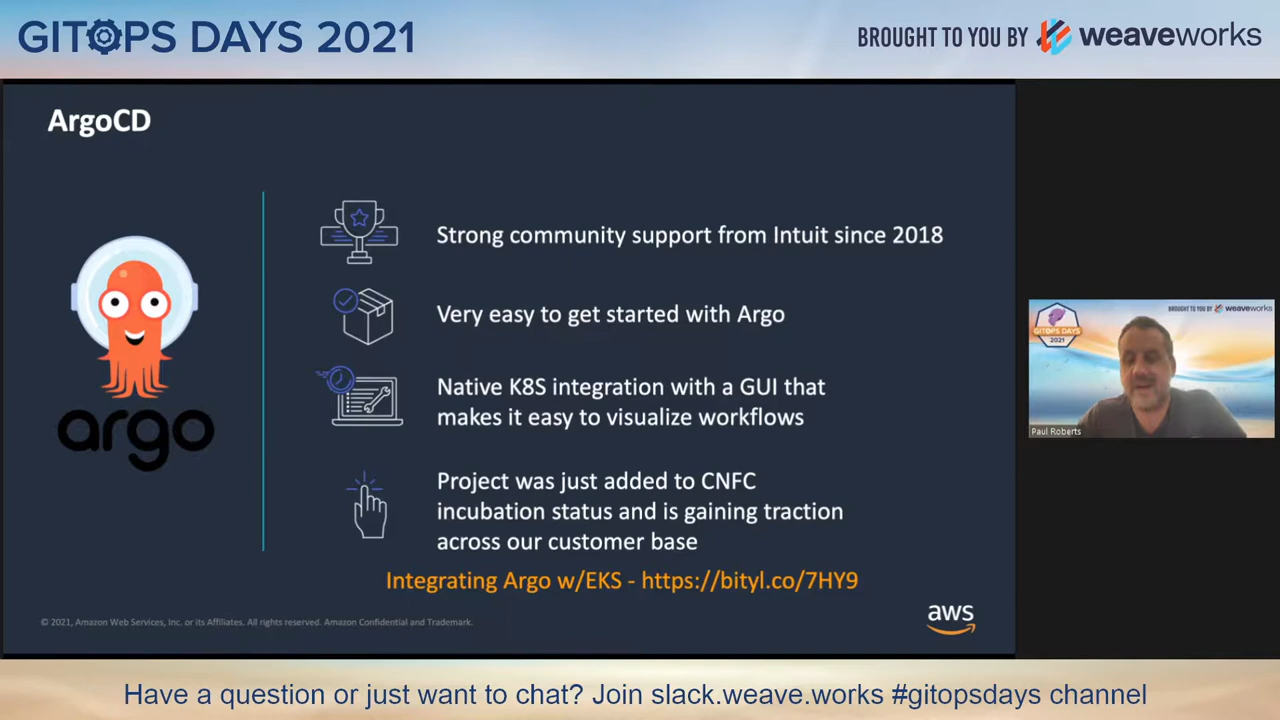 GITOPS DAYS 2021
BROUGHT TO YOU BY weaveworks
ArgoCD
argo
Strong community support from Intuit since 2018
Very easy to get started with Argo
Native K8S integration with a GUI that
makes it easy to visualize workflows
Project was just added to CNFC
incubation status and is gaining traction
across our customer base
Integrating Argo w/EKS - https://bityl.co/7HY9
© 2021, Amazon Web Services, Inc. or its Affiliates. All rights reserved. Amazon Confidential and Trademark.
aws
BROUGHT TO YOU BY weaveworks
GITOPS DAYS
2021
Paul Roberts
Have a question or just want to chat? Join slack.weave.works #gitopsdays channel